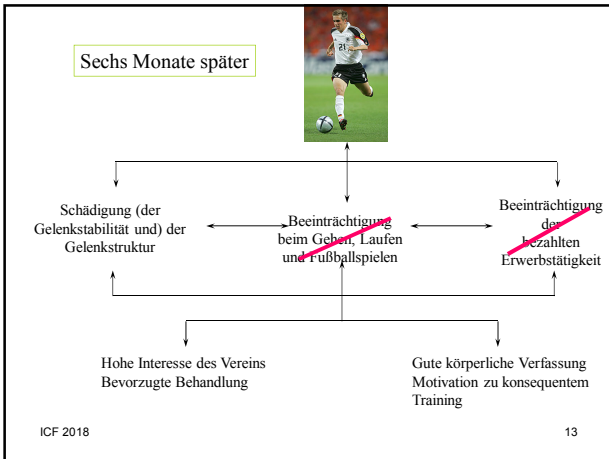 Sechs Monate später
21
Schädigung (der
Gelenkstabilität und) der
Gelenkstruktur
Beeinträchtigung
beim Gehen, Laufen
und Fußballspielen
Beeinträchtigung
der
bezahlten
Erwerbstätigkeit
Hohe Interesse des Vereins
Bevorzugte Behandlung
Gute körperliche Verfassung
Motivation zu konsequentem
Training
ICF 2018
13